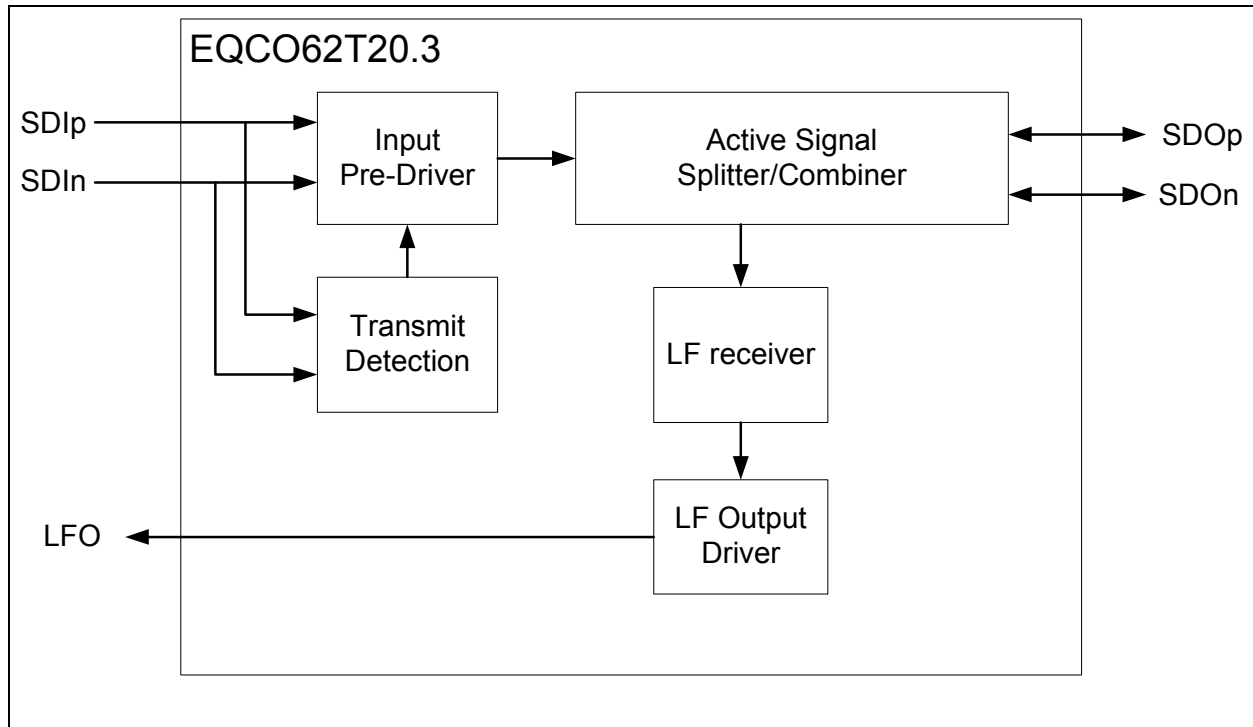 EQCO62T20.3
SDIp
SDIn
Input
Pre-Driver
Active Signal
Splitter/Combiner
SDOp
SDOn
Transmit
Detection
LF receiver
LFO
LF Output
Driver